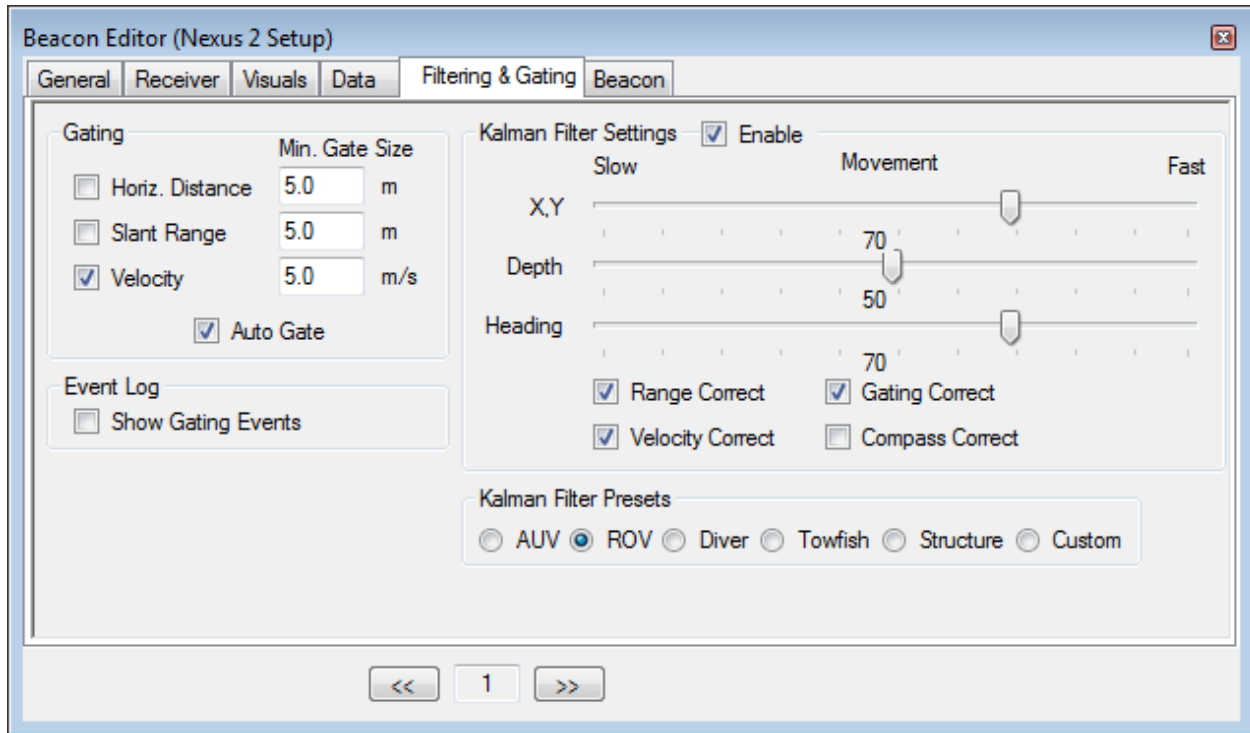 Beacon Editor (Nexus 2 Setup)
General Receiver Visuals Data Filtering & Gating Beacon
Gating
Min. Gate Size
Horiz. Distance 5.0 m
Slant Range 5.0 m
Velocity 5.0 m/s
Auto Gate
Event Log
Show Gating Events
Kalman Filter Settings Enable
Slow Movement Fast
X,Y
70
Depth
50
Heading
70
Range Correct Gating Correct
Velocity Correct Compass Correct
Kalman Filter Presets
AUV ROV Diver Towfish Structure Custom
<< 1 >>